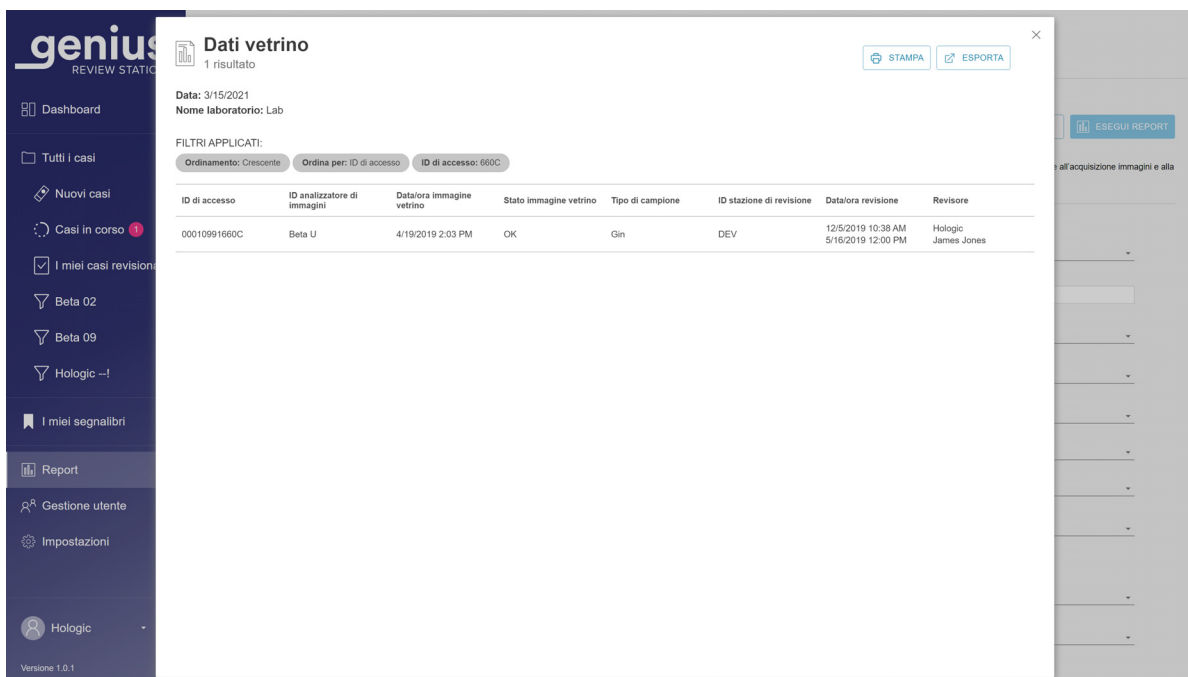 genius
REVIEW STATIO
Dashboard
Tutti i casi
Nuovi casi
Casi in corso 1
I miei casi revisiona
Beta 02
Beta 09
Hologic --!
I miei segnalibri
Report
Gestione utente
Impostazioni
Hologic
Versione 1.0.1
Dati vetrino
1 risultato
STAMPA
ESPORTA
Data: 3/15/2021
Nome laboratorio: Lab
FILTRI APPLICATI:
Ordinamento: Crescente Ordina per: ID di accesso ID di accesso: 660C
ID di accesso
ID analizzatore di
immagini
Data/ora immagine
vetrino
Stato immagine vetrino
Tipo di campione
ID stazione di revisione
Data/ora revisione
Revisore
00010991660C
Beta U
4/19/2019 2:03 PM
OK
Gin
DEV
12/5/2019 10:38 AM
5/16/2019 12:00 PM
Hologic
James Jones
ESEGUI REPORT
e all'acquisizione immagini e alla